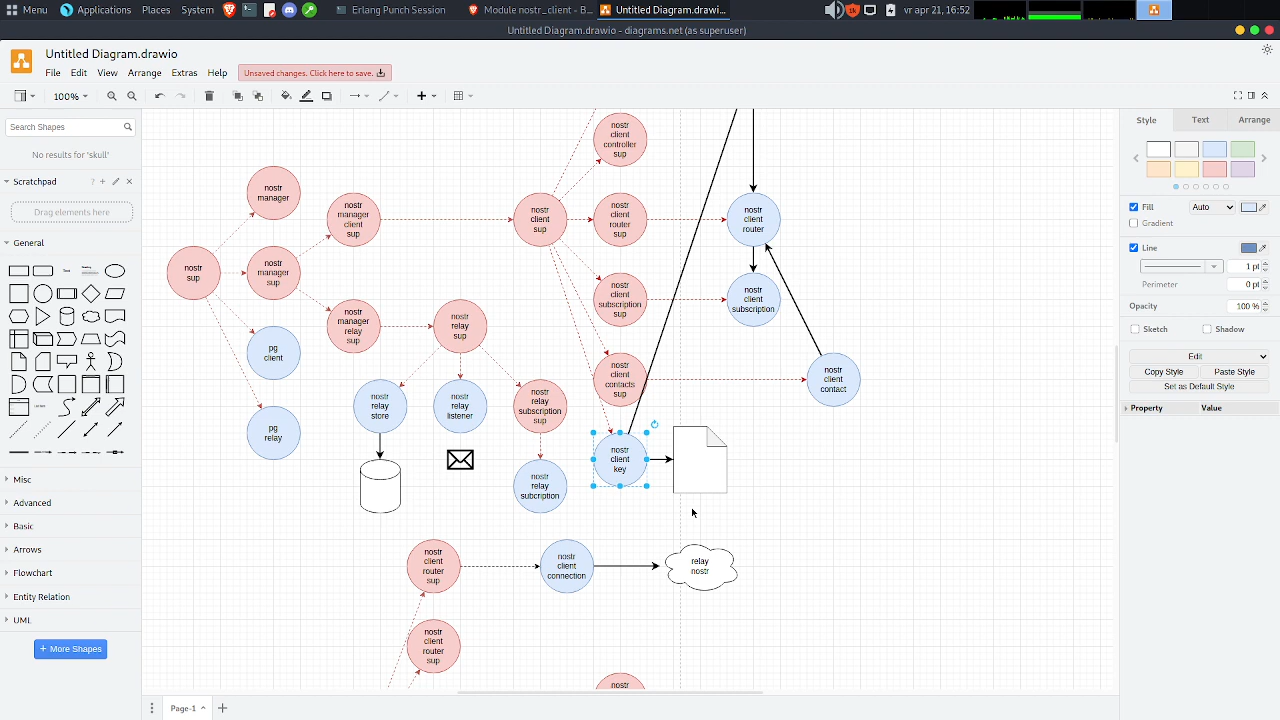 Menu
Applications
Places
System
Erlang Punch Session
Module nostr_client - B...
Untitled Diagram.drawi...
vr apr 21, 16:52
Untitled Diagram.drawio - diagrams.net (as superuser)
Untitled Diagram.drawio
File
Edit
View
Arrange
Extras
Help
Unsaved changes. Click here to save.
100%
Search Shapes
No results for 'skull'
Scratchpad
?
Drag elements here
General
Misc
Advanced
Basic
Arrows
Flowchart
Entity Relation
UML
+ More Shapes
nostr
client
controller
sup
nostr
manager
nostr
manager
client
sup
nostr
client
sup
nostr
client
router
sup
nostr
client
router
nostr
sup
nostr
manager
sup
nostr
client
subscription
sup
nostr
client
subscription
nostr
manager
relay
sup
nostr
relay
sup
pg
client
nostr
client
contacts
sup
nostr
client
contact
nostr
relay
store
nostr
relay
listener
nostr
relay
subscription
sup
pg
relay
nostr
client
key
nostr
relay
subcription
nostr
client
router
sup
nostr
client
connection
relay
nostr
nostr
client
router
sup
nostr
Page-1
Style
Text
Arrange
Fill
Auto
Gradient
Line
1 pt
Perimeter
0 pt
Opacity
100 %
Sketch
Shadow
Edit
Copy Style
Paste Style
Set as Default Style
Property
Value